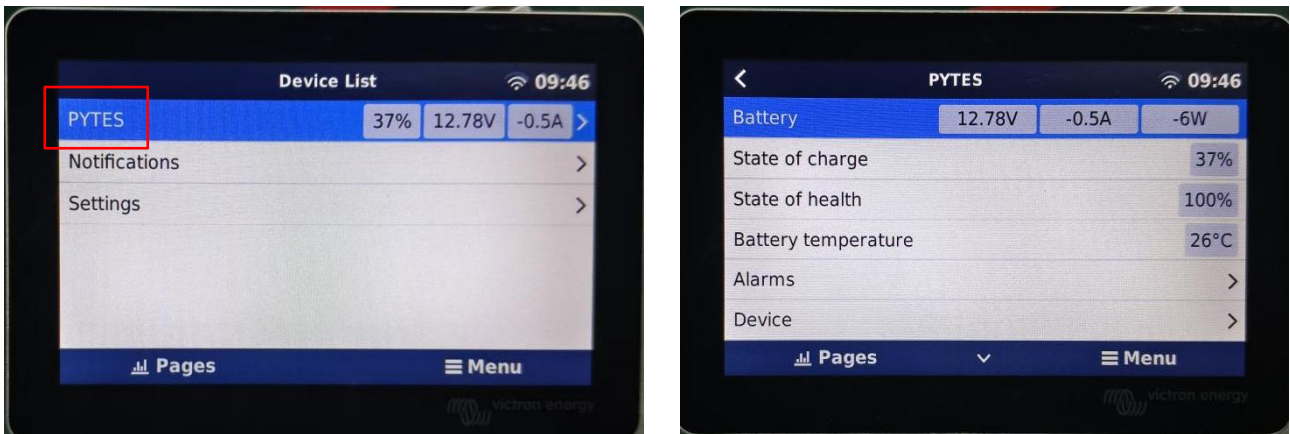 Device List 09:46
PYTES 37% 12.78V -0.5A >
Notifications >
Settings >
Pages Menu
victron energy
< PYTES 09:46
Battery 12.78V -0.5A -6W
State of charge 37%
State of health 100%
Battery temperature 26°C
Alarms >
Device >
Pages Menu
victron energy